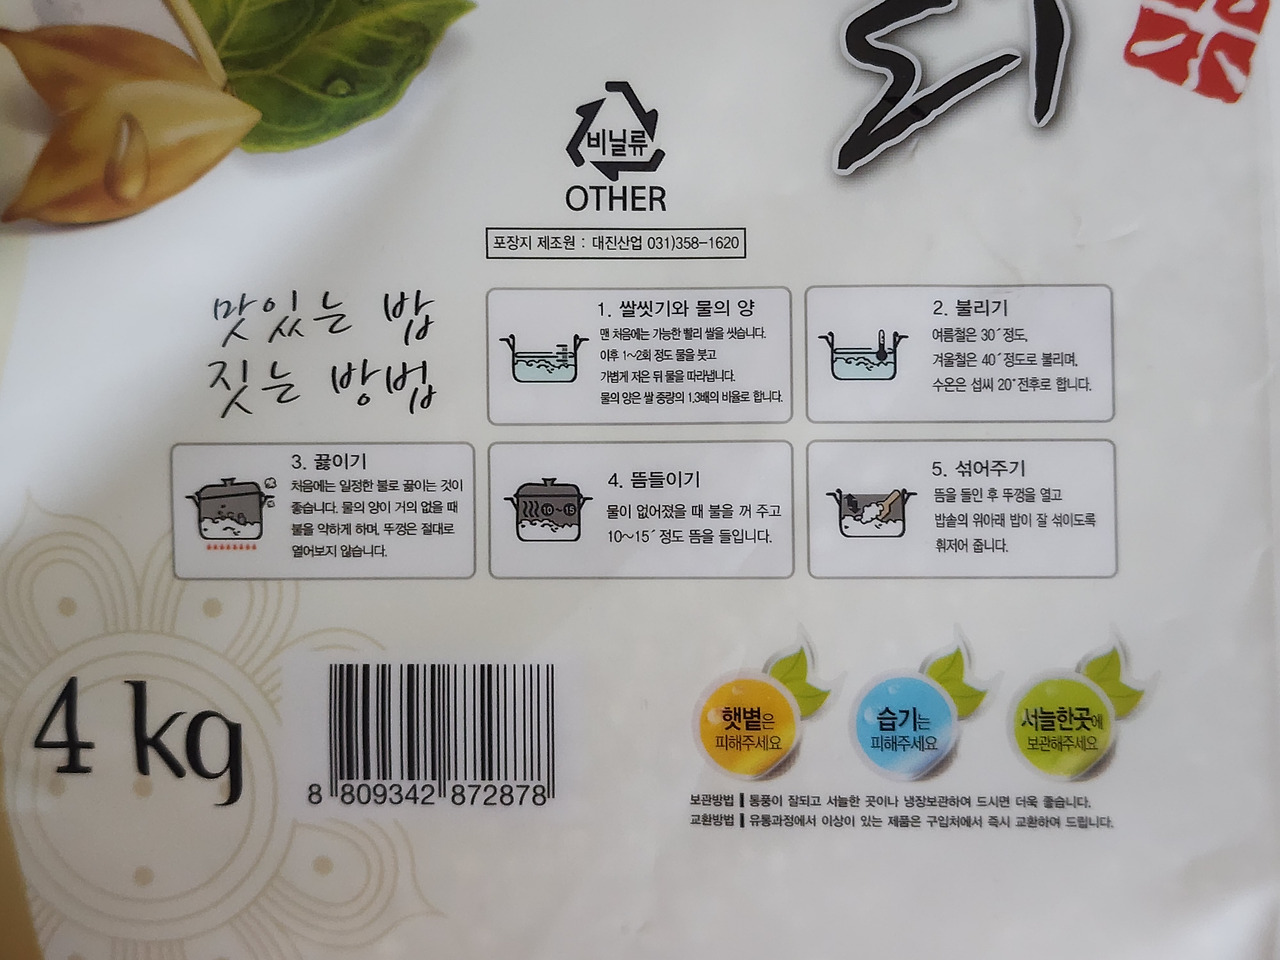 비닐류
OTHER
포장지 제조원 : 대진산업 031)358-1620
맛있는 밥
짓는 방법
1. 쌀씻기와 물의 양
맨 처음에는 가능한 빨리 쌀을 씻습니다.
이후 1~2회 정도 물을 붓고
가볍게 저은 뒤 물을 따라냅니다.
물의 양은 쌀 중량의 1.3배의 비율로 합니다.
2. 불리기
여름철은 30´정도,
겨울철은 40´정도로 불리며,
수온은 섭씨 20˚전후로 합니다.
3. 끓이기
처음에는 일정한 불로 끓이는 것이
좋습니다. 물의 양이 거의 없을 때
불을 약하게 하며, 뚜껑은 절대로
열어보지 않습니다.
4. 뜸들이기
10~15
물이 없어졌을 때 불을 꺼 주고
10~15´정도 뜸을 들입니다.
5. 섞어주기
뜸을 들인 후 뚜껑을 열고
밥솥의 위아래 밥이 잘 섞이도록
휘저어 줍니다.
4 kg
8 809342 872878
햇볕은
피해주세요
습기는
피해주세요
서늘한곳에
보관해주세요
보관방법 | 통풍이 잘되고 서늘한 곳이나 냉장보관하여 드시면 더욱 좋습니다.
교환방법 | 유통과정에서 이상이 있는 제품은 구입처에서 즉시 교환하여 드립니다.